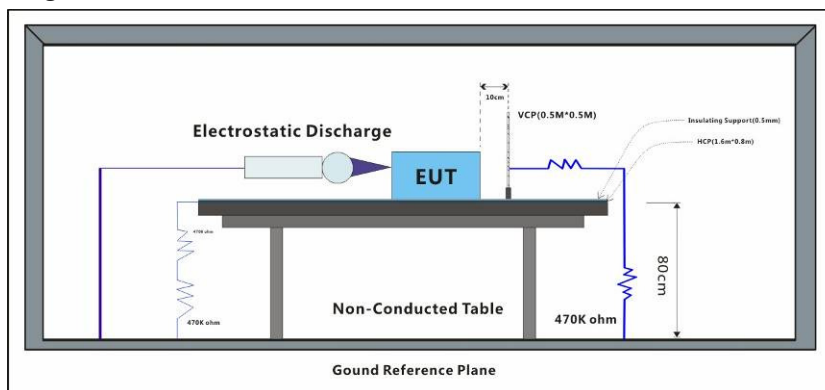 10cm
VCP(0.5M*0.5M)
Insulating Support(0.5mm)
Electrostatic Discharge
HCP(1.6m*0.8m)
EUT
470K ohm
80cm
Non-Conducted Table
470K ohm
470K ohm
Gound Reference Plane